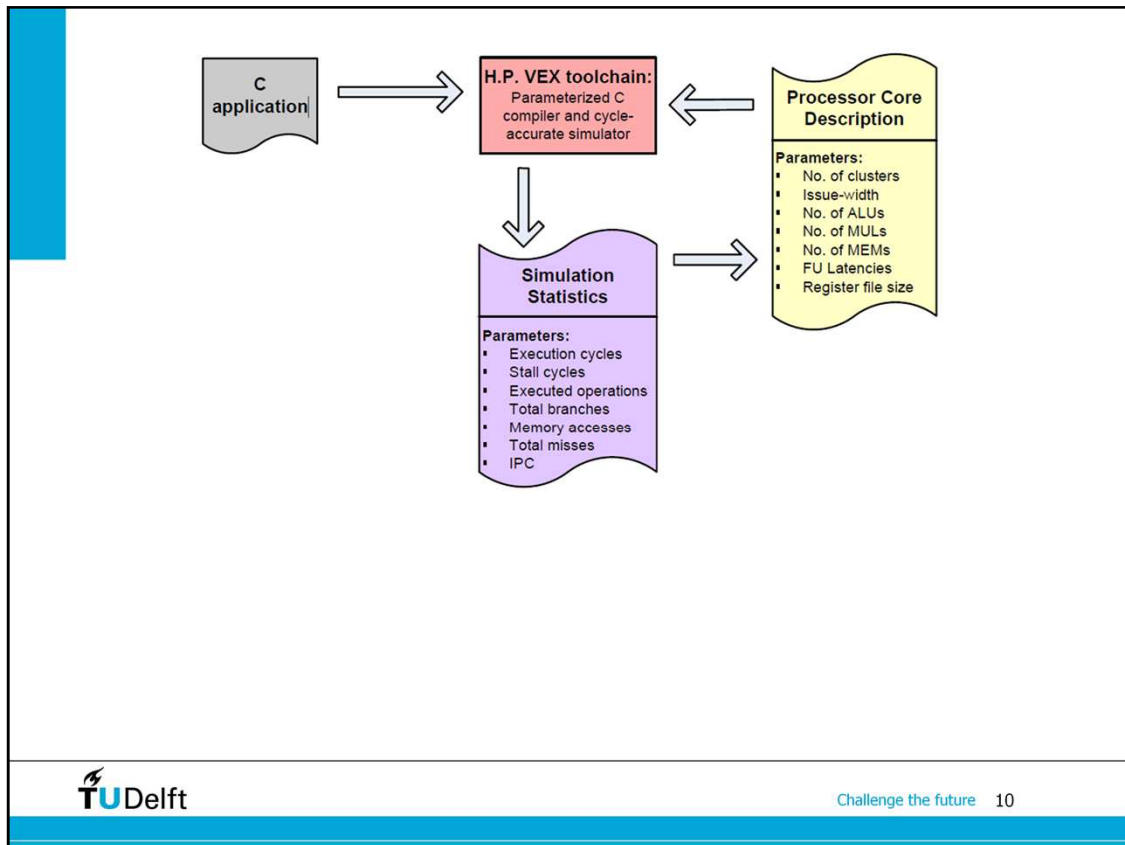 C
application
H.P. VEX toolchain:
Parameterized C
compiler and cycle-
accurate simulator
Processor Core
Description
Parameters:
▪ No. of clusters
▪ Issue-width
▪ No. of ALUs
▪ No. of MULs
▪ No. of MEMs
▪ FU Latencies
▪ Register file size
Simulation
Statistics
Parameters:
▪ Execution cycles
▪ Stall cycles
▪ Executed operations
▪ Total branches
▪ Memory accesses
▪ Total misses
▪ IPC
TU Delft
Challenge the future 10